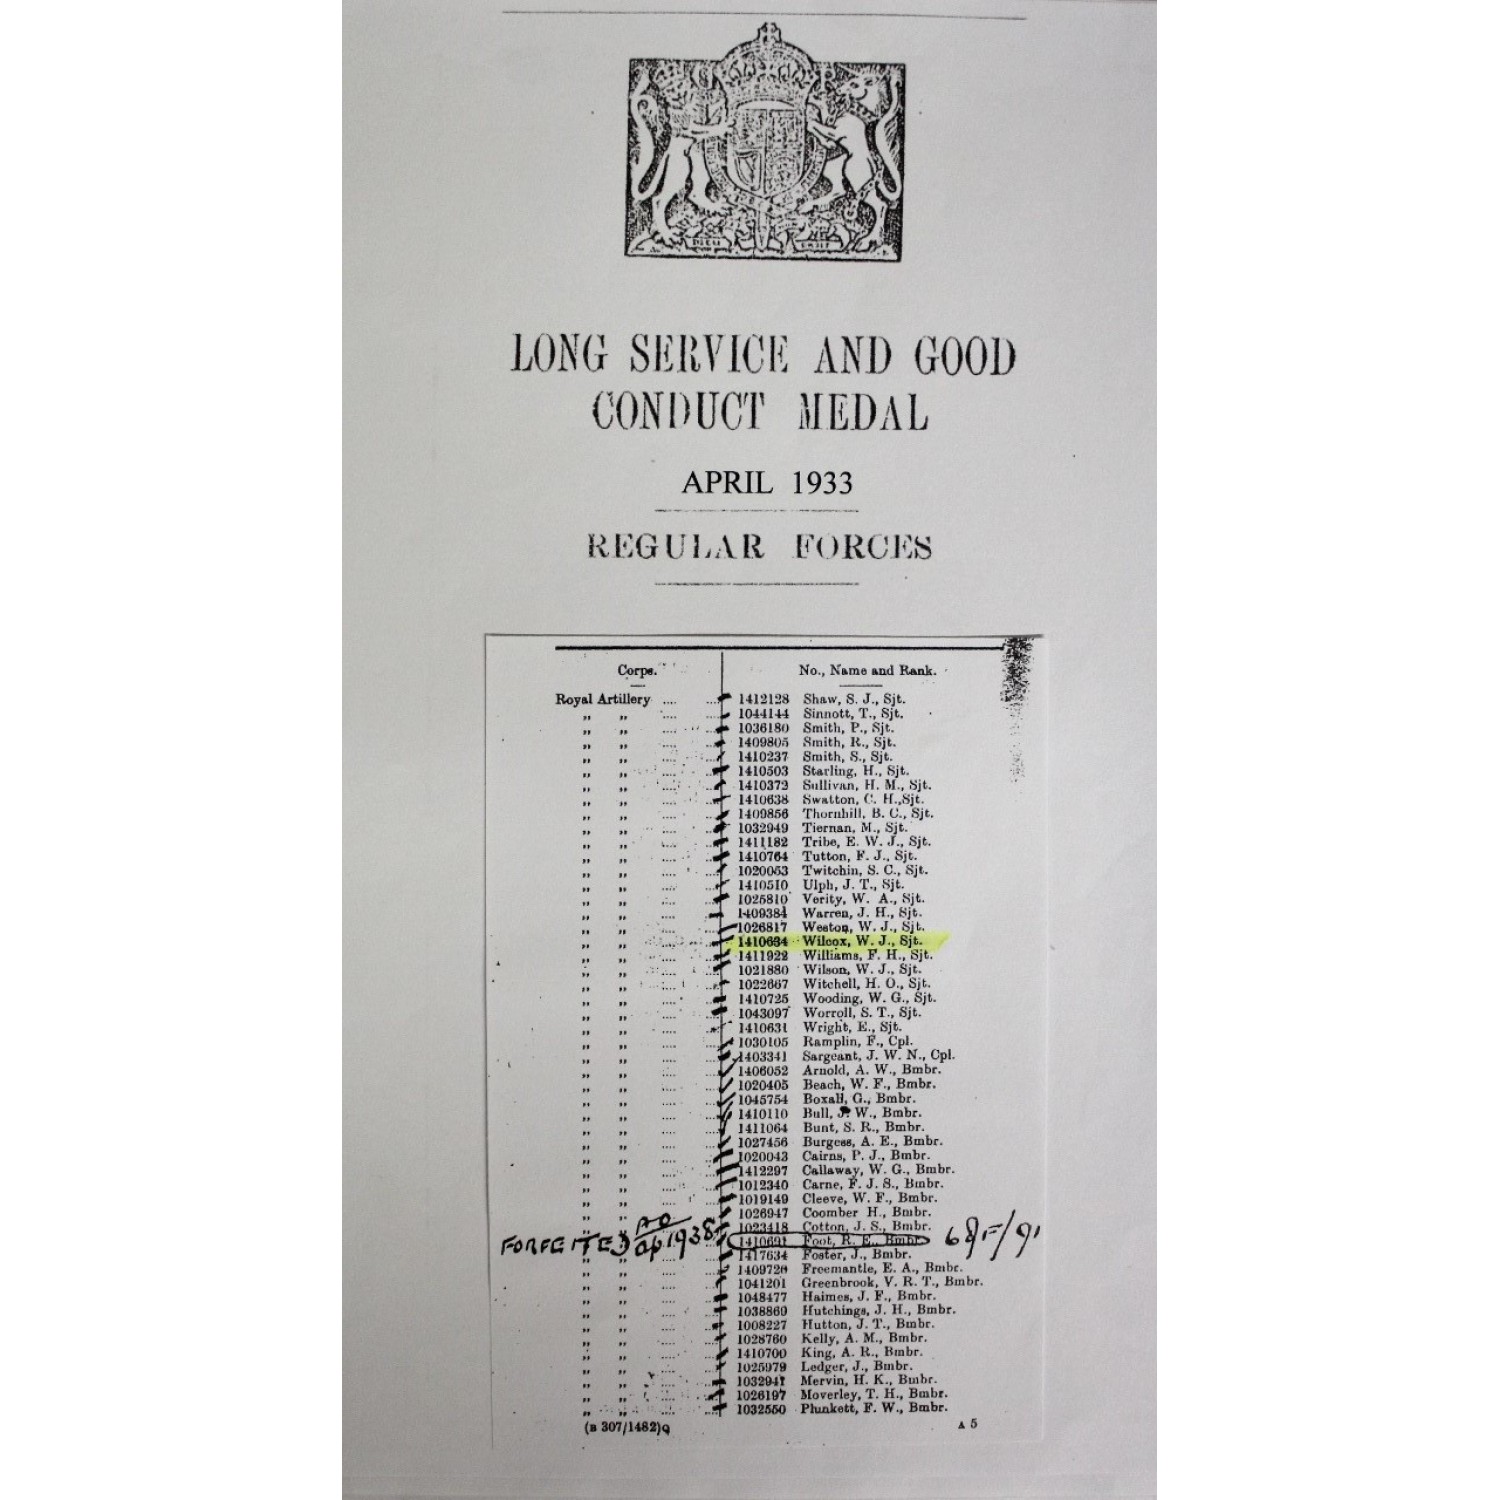 DIEU DROIT
LONG SERVICE AND GOOD
CONDUCT MEDAL
APRIL 1933
REGULAR FORCES
Corps. No., Name and Rank.
Royal Artillery .... .... 1412128 Shaw, S. J., Sjt.
" " .... .... 1044144 Sinnott, T., Sjt.
" " .... .... 1036180 Smith, P., Sjt.
" " .... .... 1409805 Smith, R., Sjt.
" " .... .... 1410237 Smith, S., Sjt.
" " .... .... 1410503 Starling, H., Sjt.
" " .... .... 1410372 Sullivan, H. M., Sjt.
" " .... .... 1410638 Swatton, C. H., Sjt.
" " .... .... 1409856 Thornhill, B. C., Sjt.
" " .... .... 1032949 Tiernan, M., Sjt.
" " .... .... 1411182 Tribe, E. W. J., Sjt.
" " .... .... 1410764 Tutton, F. J., Sjt.
" " .... .... 1020053 Twitchin, S. C., Sjt.
" " .... .... 1410510 Ulph, J. T., Sjt.
" " .... .... 1025810 Verity, W. A., Sjt.
" " .... .... 1409384 Warren, J. H., Sjt.
" " .... .... 1026817 Weston, W. J., Sjt.
" " .... .... 1410634 Wilcox, W. J., Sjt.
" " .... .... 1411922 Williams, F. H., Sjt.
" " .... .... 1021880 Wilson, W. J., Sjt.
" " .... .... 1022667 Witchell, H. O., Sjt.
" " .... .... 1410725 Wooding, W. G., Sjt.
" " .... .... 1043097 Worroll, S. T., Sjt.
" " .... .... 1410631 Wright, E., Sjt.
" " .... .... 1030105 Ramplin, F., Cpl.
" " .... .... 1403341 Sargeant, J. W. N., Cpl.
" " .... .... 1406052 Arnold, A. W., Bmbr.
" " .... .... 1020405 Beach, W. F., Bmbr.
" " .... .... 1045754 Boxall, G., Bmbr.
" " .... .... 1410110 Bull, J. W., Bmbr.
" " .... .... 1411064 Bunt, S. R., Bmbr.
" " .... .... 1027456 Burgess, A. E., Bmbr.
" " .... .... 1020043 Cairns, P. J., Bmbr.
" " .... .... 1412297 Callaway, W. G., Bmbr.
" " .... .... 1012340 Carne, F. J. S., Bmbr.
" " .... .... 1019149 Cleeve, W. F., Bmbr.
" " .... .... 1026947 Coomber H., Bmbr.
" " .... .... 1023418 Cotton, J. S., Bmbr.
FORFEITED AO/ap 1938 1410691 Foot, R. E., Bmbr.
" " .... .... 1417634 Foster, J., Bmbr.
" " .... .... 1409728 Freemantle, E. A., Bmbr.
" " .... .... 1041201 Greenbrook, V. R. T., Bmbr.
" " .... .... 1048477 Haimes, J. F., Bmbr.
" " .... .... 1038869 Hutchings, J. H., Bmbr.
" " .... .... 1008227 Hutton, J. T., Bmbr.
" " .... .... 1028760 Kelly, A. M., Bmbr.
" " .... .... 1410700 King, A. R., Bmbr.
" " .... .... 1025979 Ledger, J., Bmbr.
" " .... .... 1032941 Mervin, H. K., Bmbr.
" " .... .... 1026197 Moverley, T. H., Bmbr.
" " .... .... 1032550 Plunkett, F. W., Bmbr.
(B 307/1482)Q A 5